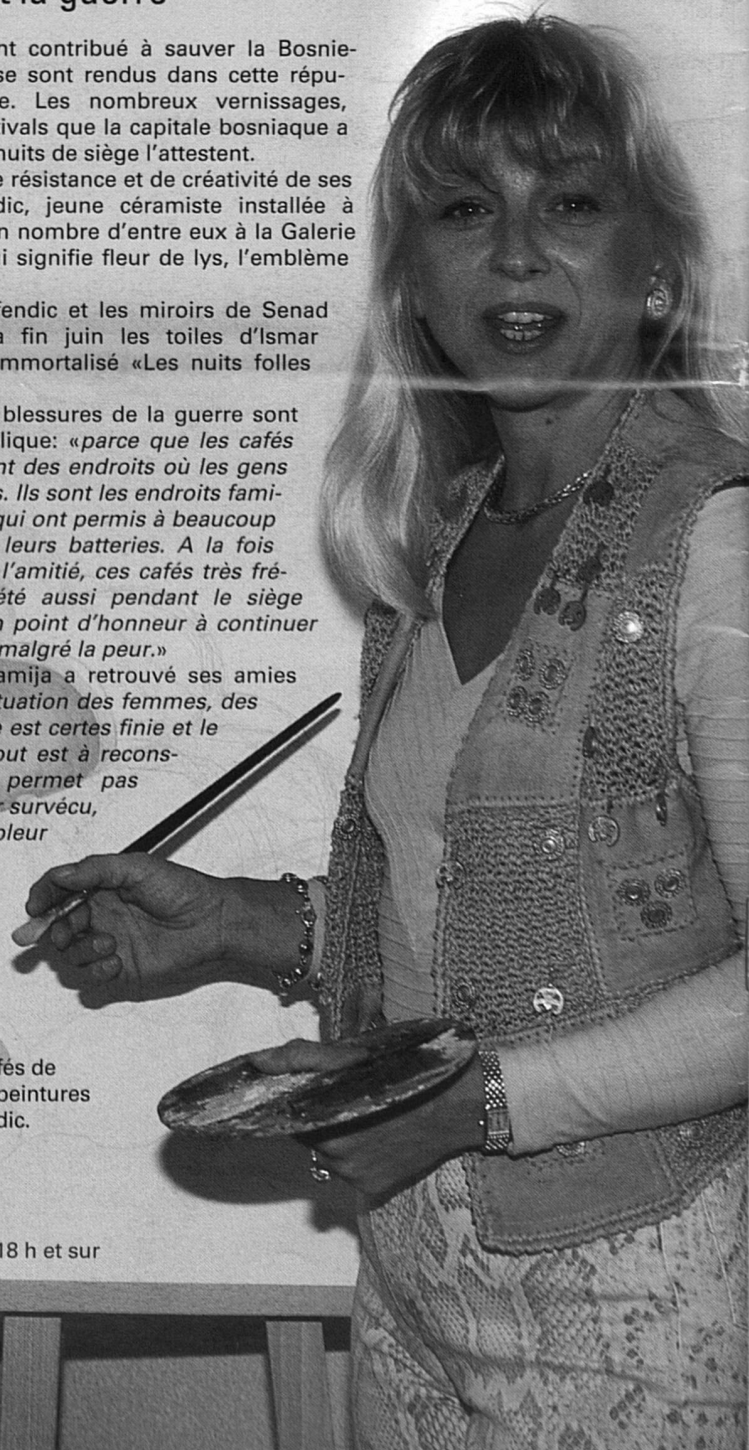 t la guerre
nt contribué à sauver la Bosnie-
se sont rendus dans cette répu-
e. Les nombreux vernissages,
ivals que la capitale bosniaque a
nuits de siège l'attestent.
e résistance et de créativité de ses
dic, jeune céramiste installée à
n nombre d'entre eux à la Galerie
i signifie fleur de lys, l'emblème
fendic et les miroirs de Senad
a fin juin les toiles d'Ismar
mmortalisé «Les nuits folles
blessures de la guerre sont
lique: «parce que les cafés
nt des endroits où les gens
s. Ils sont les endroits fami-
qui ont permis à beaucoup
leurs batteries. A la fois
l'amitié, ces cafés très fré-
été aussi pendant le siège
n point d'honneur à continuer
malgré la peur.»
amija a retrouvé ses amies
tuation des femmes, des
e est certes finie et le
out est à recons-
permet pas
r survécu,
oleur
fés de
peintures
dic.
18 h et sur